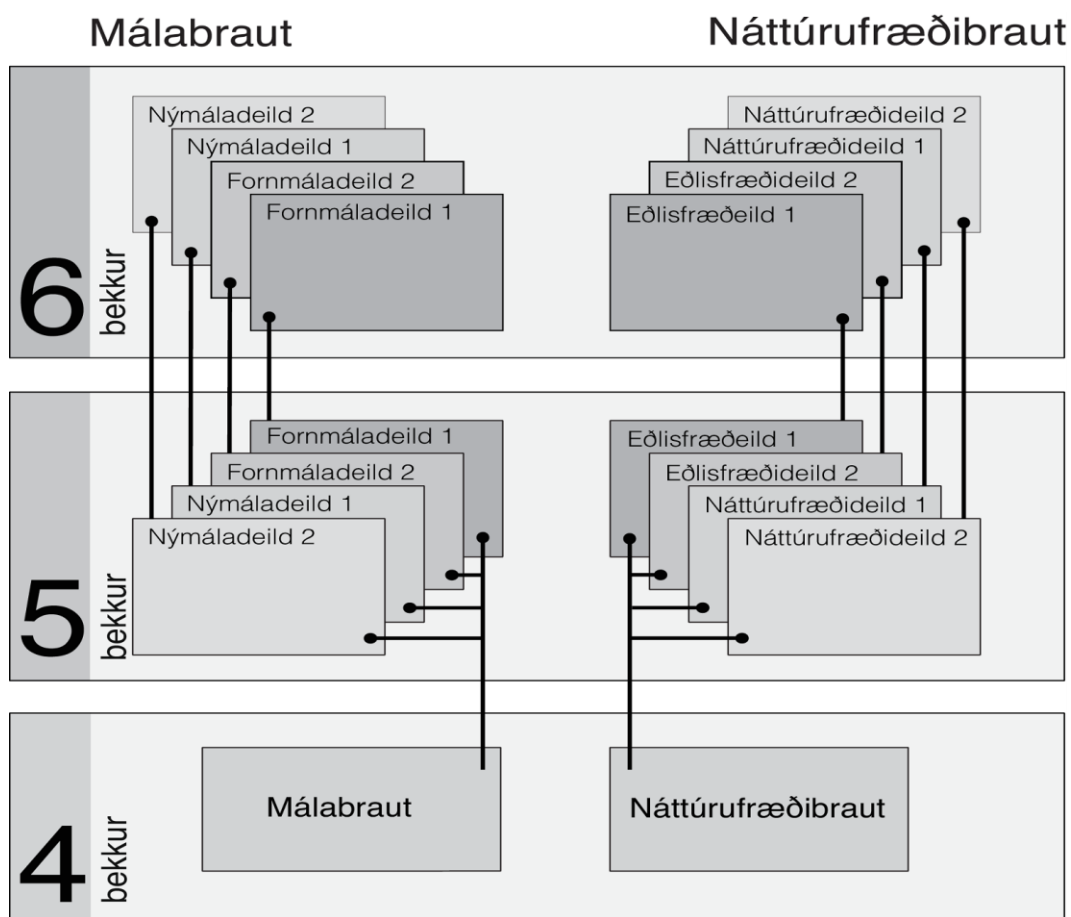 Málabraut
Náttúrufræðibraut
6
bekkur
Nýmáladeild 2
Nýmáladeild 1
Fornmáladeild 2
Fornmáladeild 1
Náttúrufræðideild 2
Náttúrufræðideild 1
Eðlisfræðideild 2
Eðlisfræðeild 1
5
bekkur
Fornmáladeild 1
Fornmáladeild 2
Nýmáladeild 1
Nýmáladeild 2
Eðlisfræðeild 1
Eðlisfræðideild 2
Náttúrufræðideild 1
Náttúrufræðideild 2
4
bekkur
Málabraut
Náttúrufræðibraut